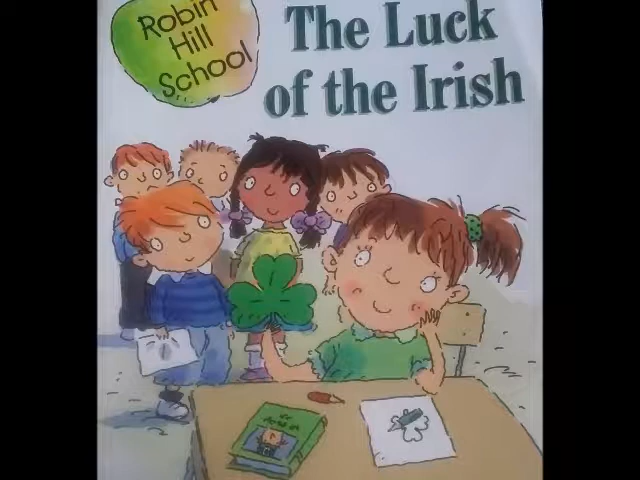 Robin
Hill
School
The Luck
of the Irish